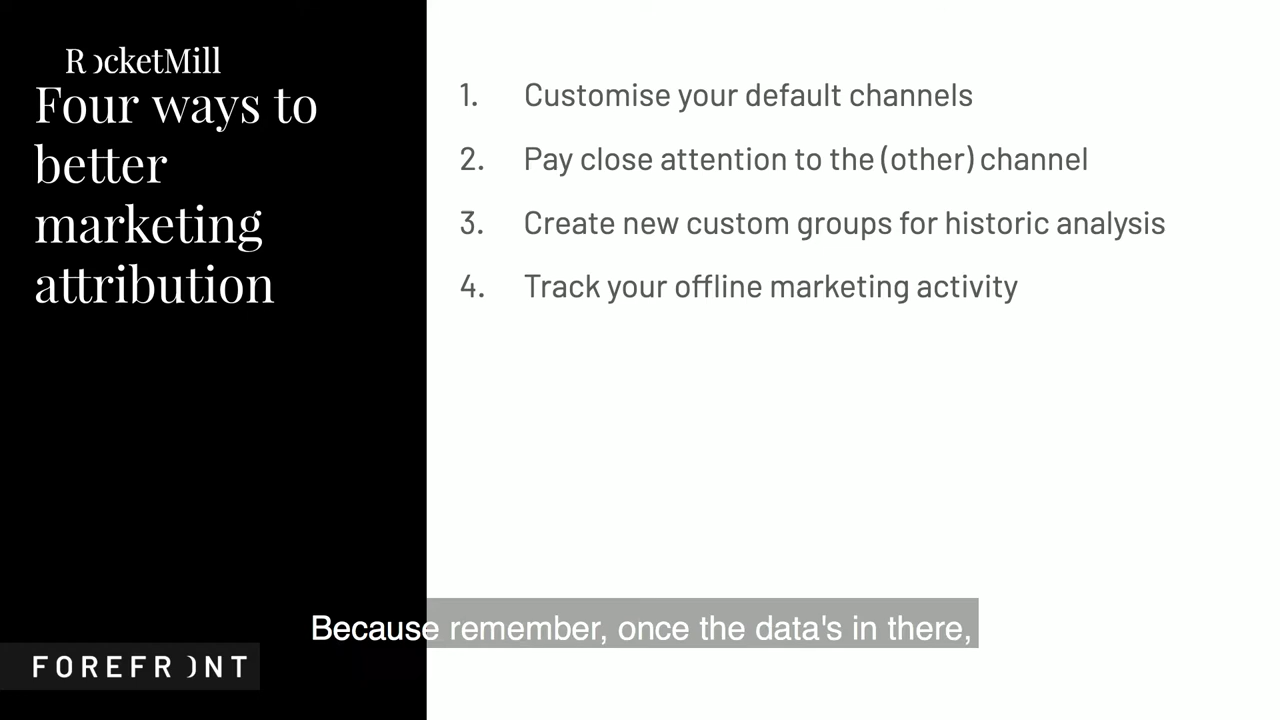 RocketMill
Four ways to
better
marketing
attribution
1. Customise your default channels
2. Pay close attention to the (other) channel
3. Create new custom groups for historic analysis
4. Track your offline marketing activity
Because remember, once the data's in there,
FOREFRONT